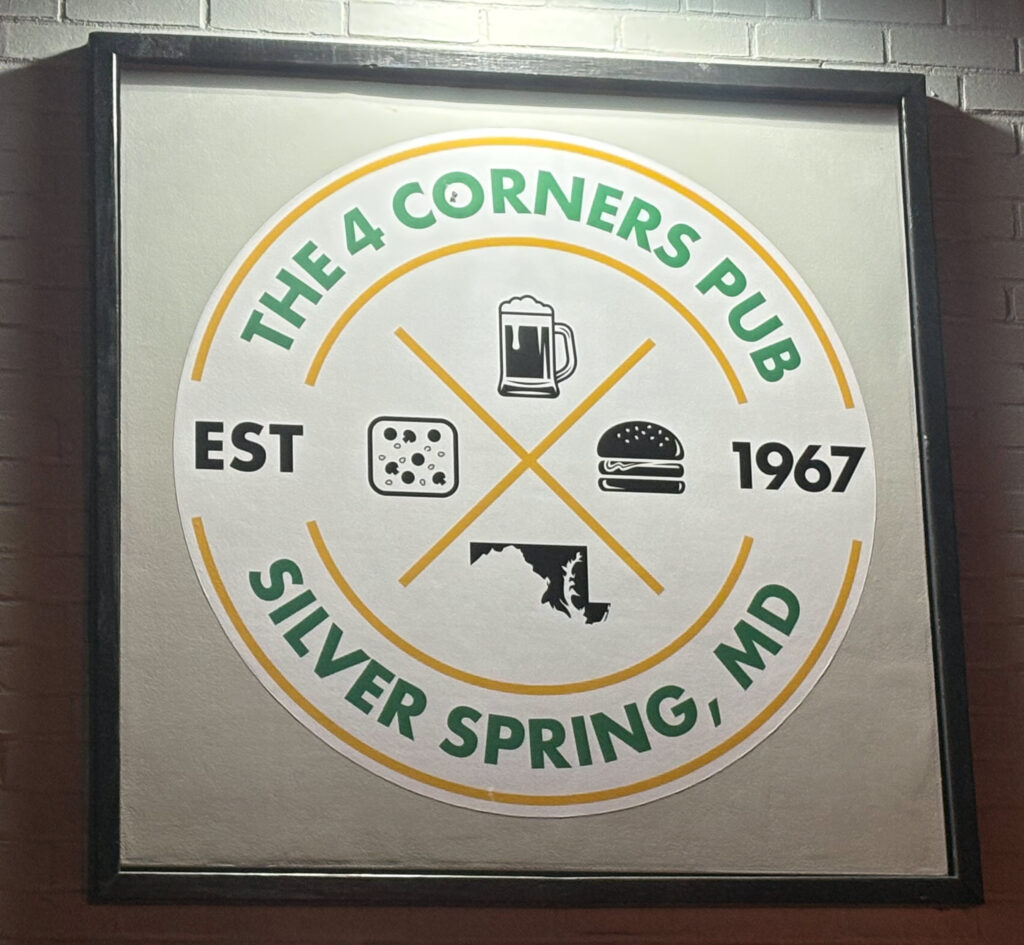 THE 4 CORNERS PUB
EST 1967
SILVER SPRING, MD